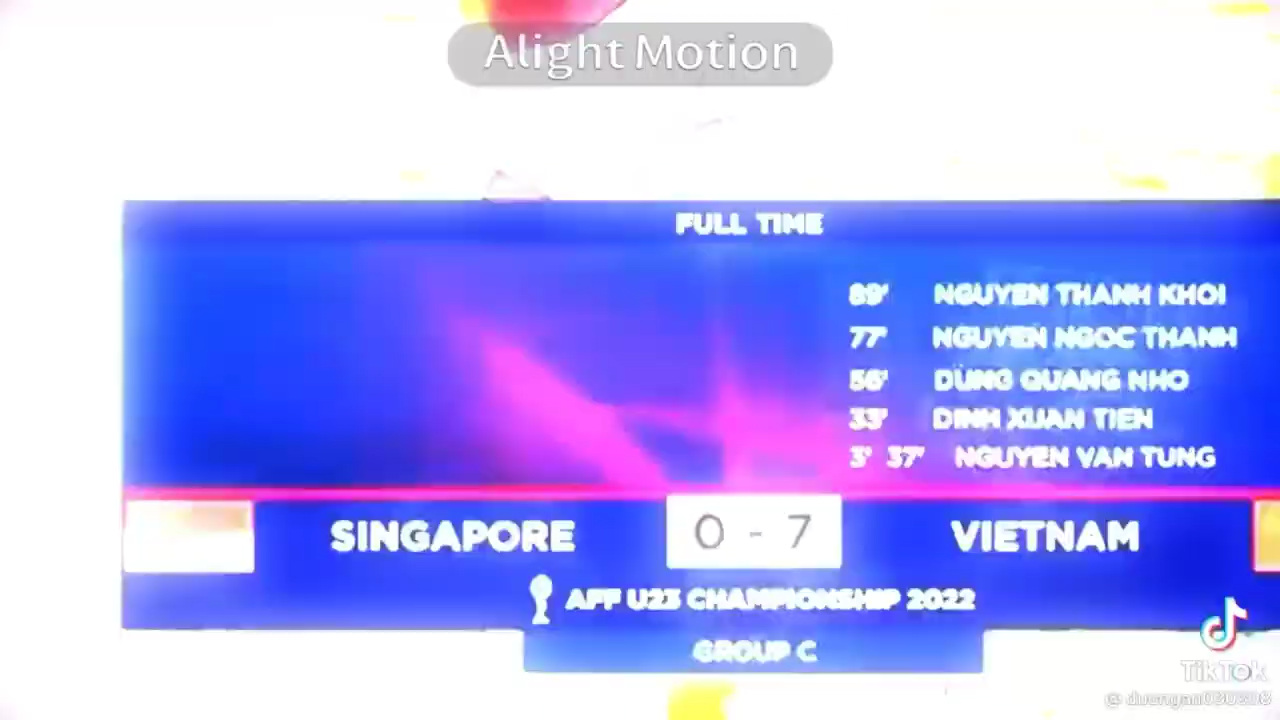 Alight Motion
FULL TIME
89' NGUYEN THANH KHOI
77' NGUYEN NGOC THANH
56' DUNG QUANG NHO
33' DINH XUAN TIEN
3' 37' NGUYEN VAN TUNG
SINGAPORE 0 - 7 VIETNAM
AFF U23 CHAMPIONSHIP 2022
GROUP C
TikTok